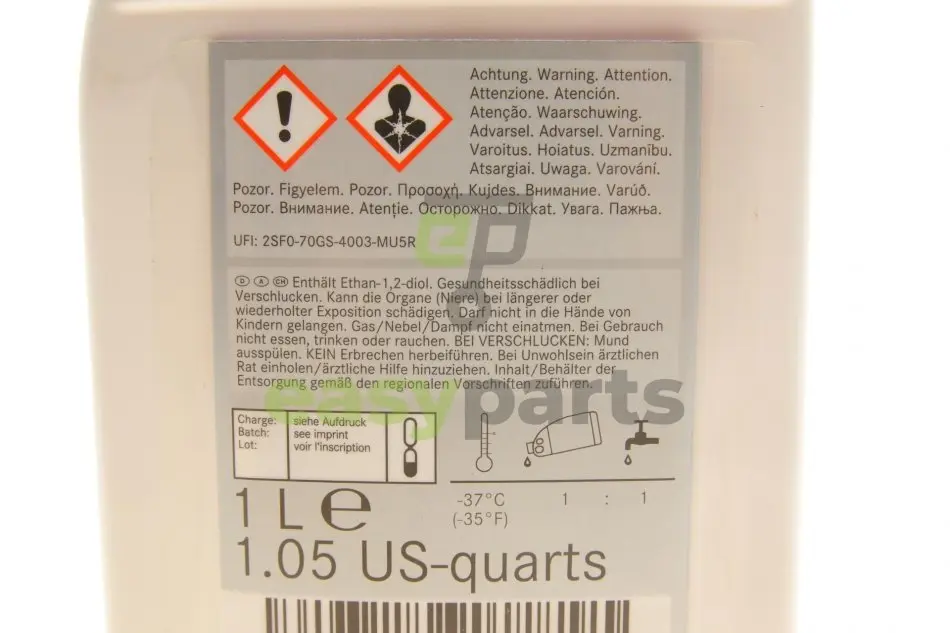 Achtung. Warning. Attention.
Attenzione. Atención.
Atenção. Waarschuwing.
Advarsel. Advarsel. Varning.
Varoitus. Hoiatus. Uzmanību.
Atsargiai. Uwaga. Varování.
Pozor. Figyelem. Pozor. Προσοχή. Kujdes. Внимание. Varúð.
Pozor. Внимание. Atenție. Осторожно. Dikkat. Увага. Пажња.
UFI: 2SF0-70GS-4003-MU5R
ep
D A CH Enthält Ethan-1,2-diol. Gesundheitsschädlich bei
Verschlucken. Kann die Organe (Niere) bei längerer oder
wiederholter Exposition schädigen. Darf nicht in die Hände von
Kindern gelangen. Gas/Nebel/Dampf nicht einatmen. Bei Gebrauch
nicht essen, trinken oder rauchen. BEI VERSCHLUCKEN: Mund
ausspülen. KEIN Erbrechen herbeiführen. Bei Unwohlsein ärztlichen
Rat einholen/ärztliche Hilfe hinzuziehen. Inhalt/Behälter der
Entsorgung gemäß den regionalen Vorschriften zuführen.
easyparts
Charge: siehe Aufdruck
Batch: see imprint
Lot: voir l'inscription
-37°C 1 : 1
(-35°F)
1 L e
1.05 US-quarts